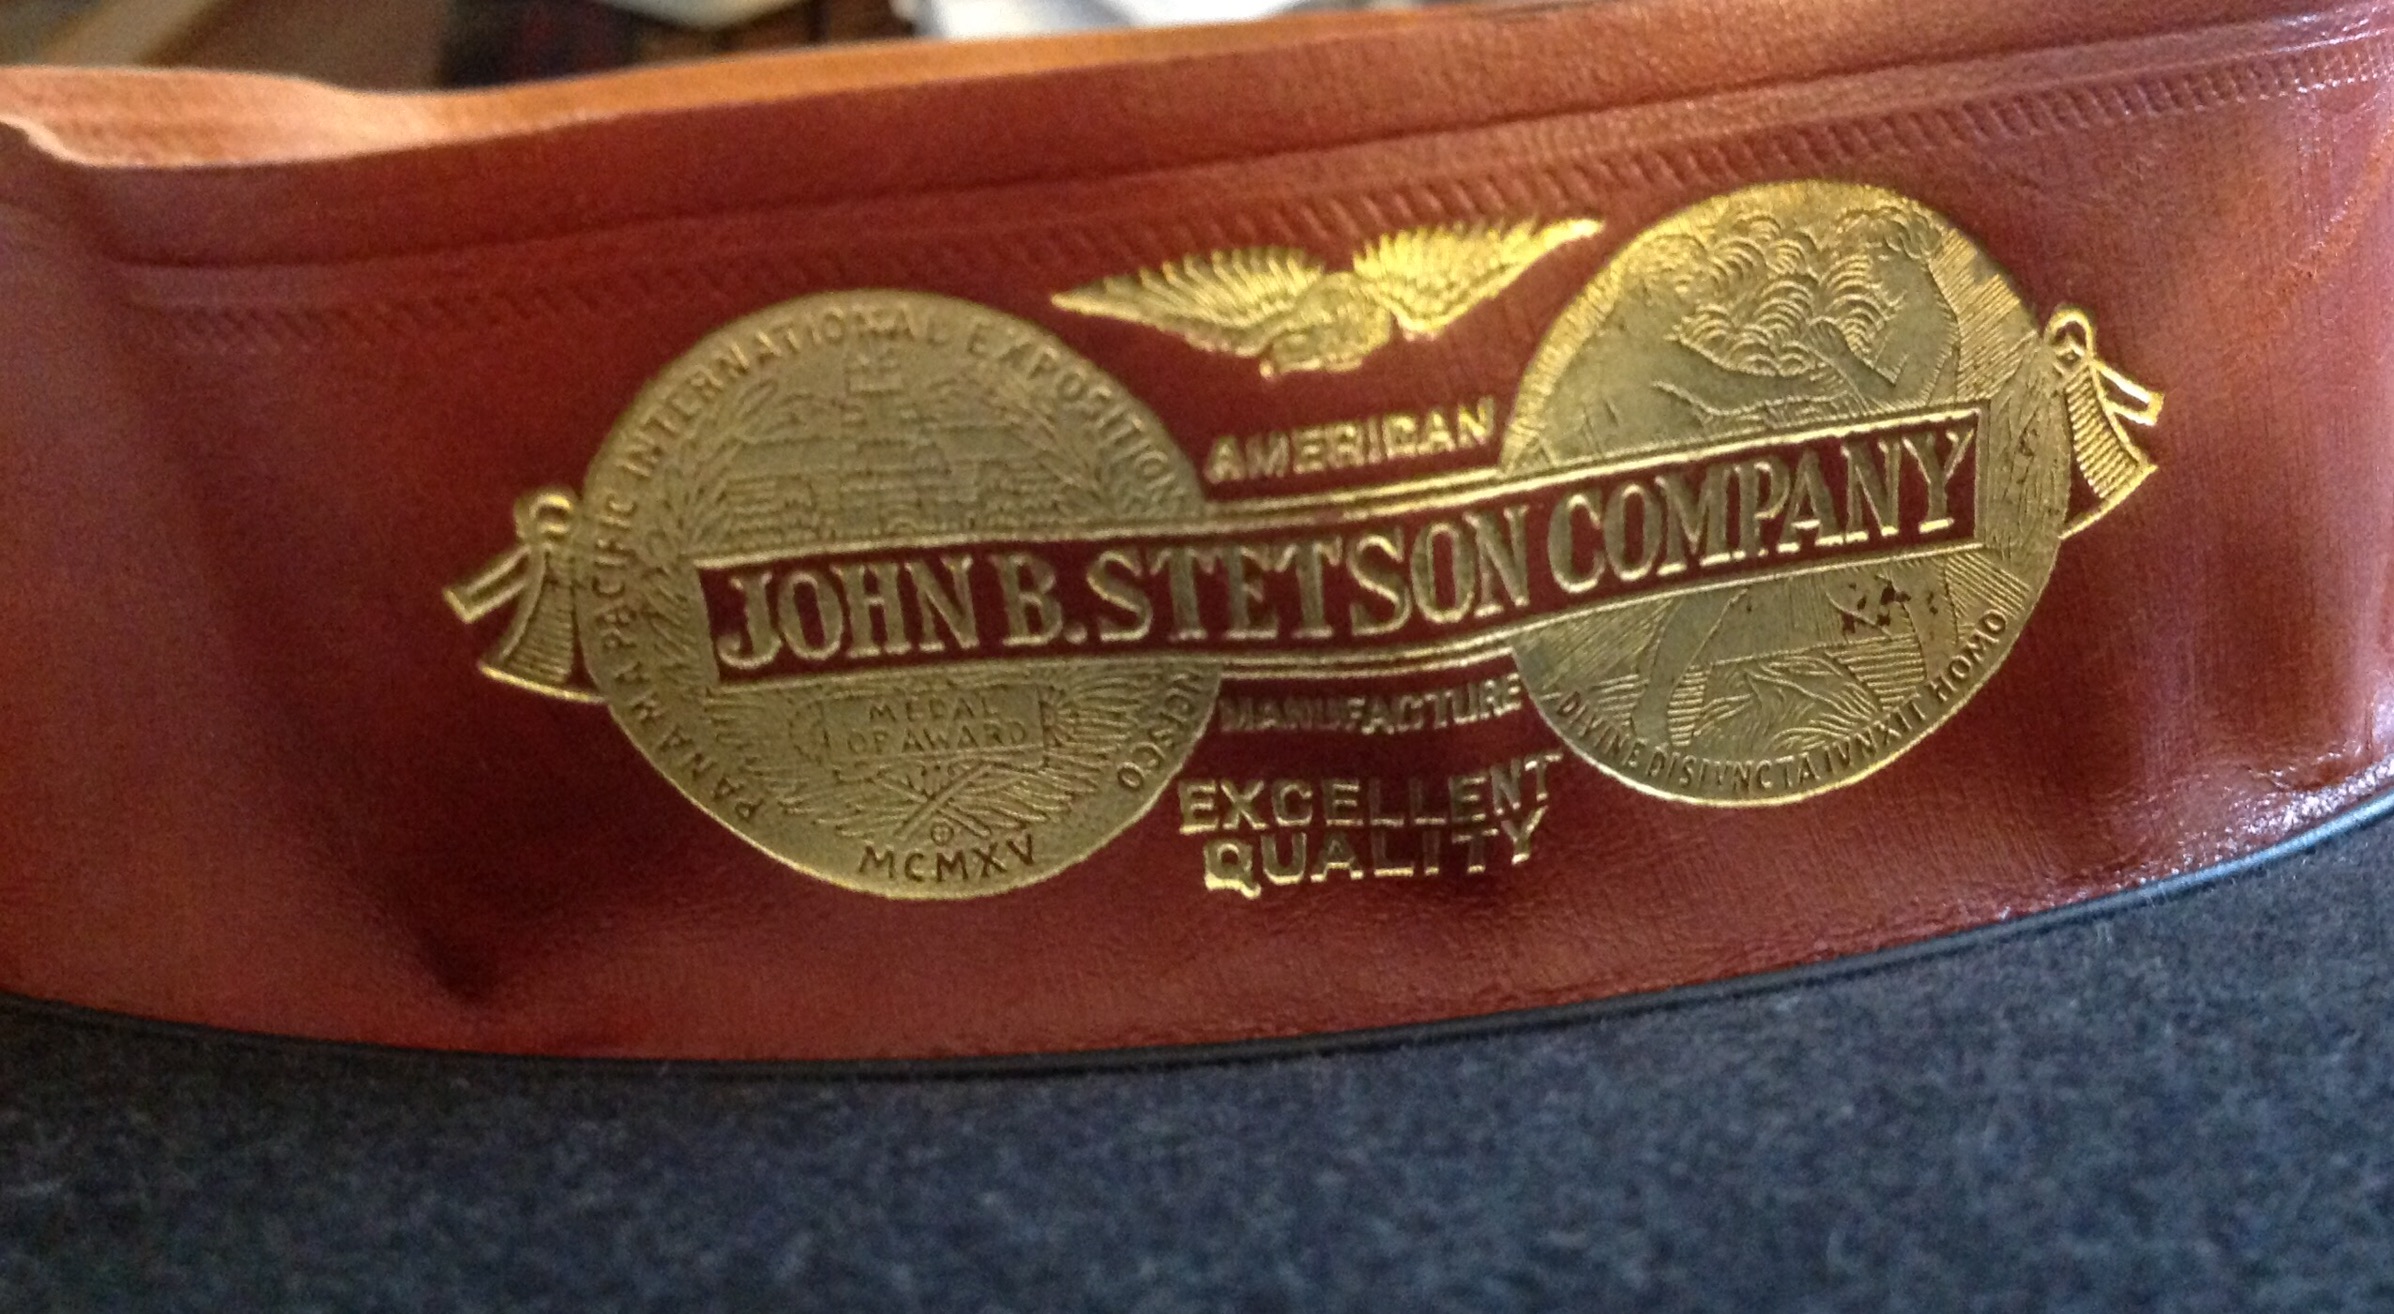 PANAMA PACIFIC INTERNATIONAL EXPOSITION
AMERICAN
JOHN B. STETSON COMPANY
MEDAL
OF AWARD
MCMXV
MANUFACTURE
EXCELLENT
QUALITY
DIVINE DISIVNCTA IVNXIT HOMO